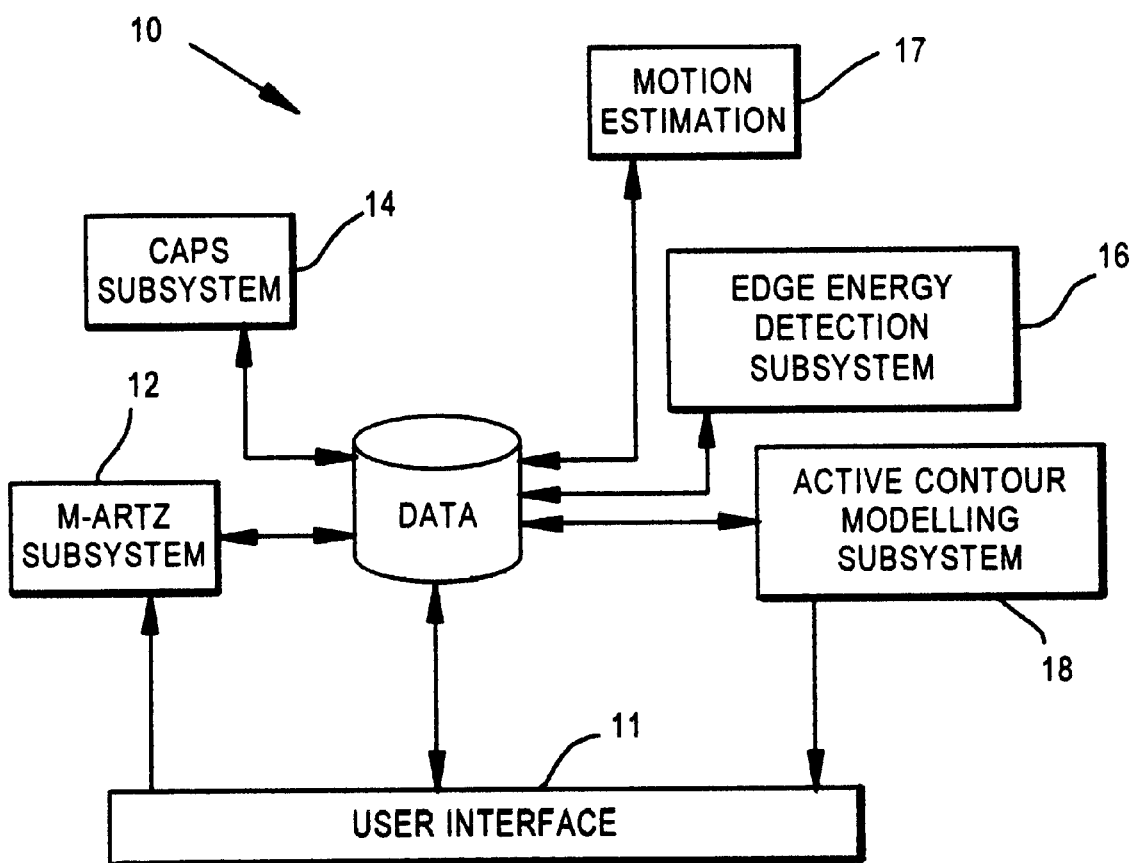 10
17
MOTION
ESTIMATION
14
CAPS
SUBSYSTEM
16
EDGE ENERGY
DETECTION
SUBSYSTEM
12
M-ARTZ
SUBSYSTEM
DATA
ACTIVE CONTOUR
MODELLING
SUBSYSTEM
18
11
USER INTERFACE